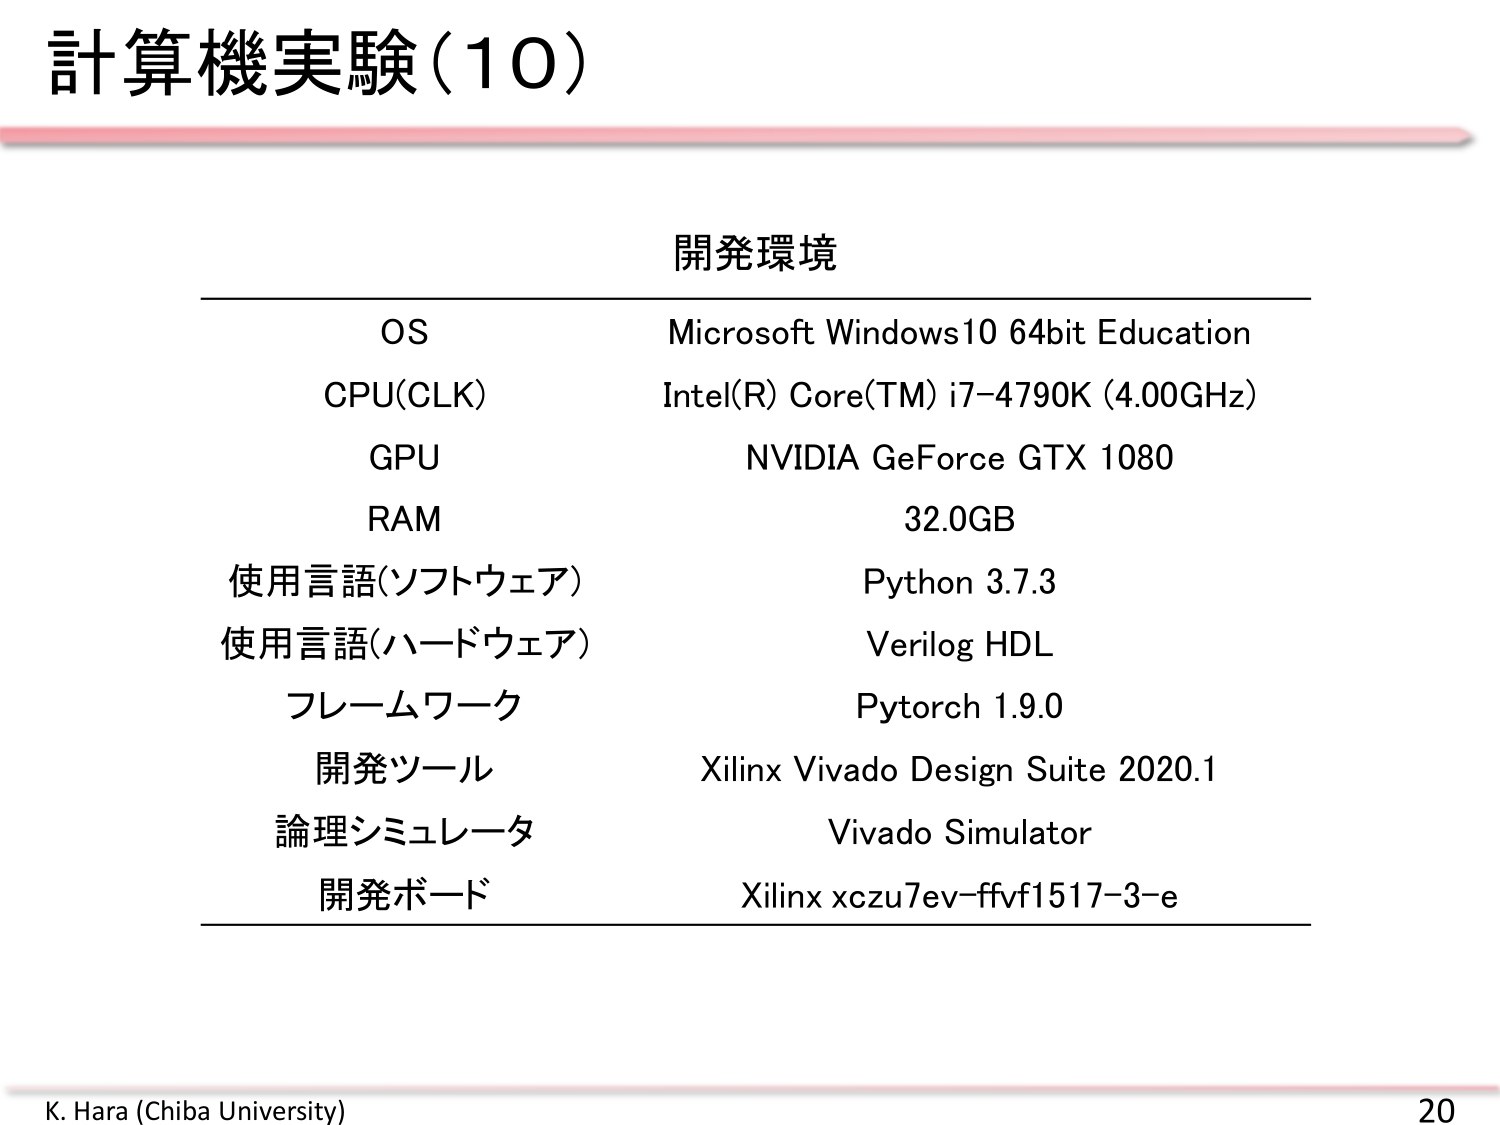 計算機実験(10)
開発環境
OS Microsoft Windows10 64bit Education
CPU(CLK) Intel(R) Core(TM) i7-4790K (4.00GHz)
GPU NVIDIA GeForce GTX 1080
RAM 32.0GB
使用言語(ソフトウェア) Python 3.7.3
使用言語(ハードウェア) Verilog HDL
フレームワーク Pytorch 1.9.0
開発ツール Xilinx Vivado Design Suite 2020.1
論理シミュレータ Vivado Simulator
開発ボード Xilinx xczu7ev-ffvf1517-3-e
K. Hara (Chiba University) 20